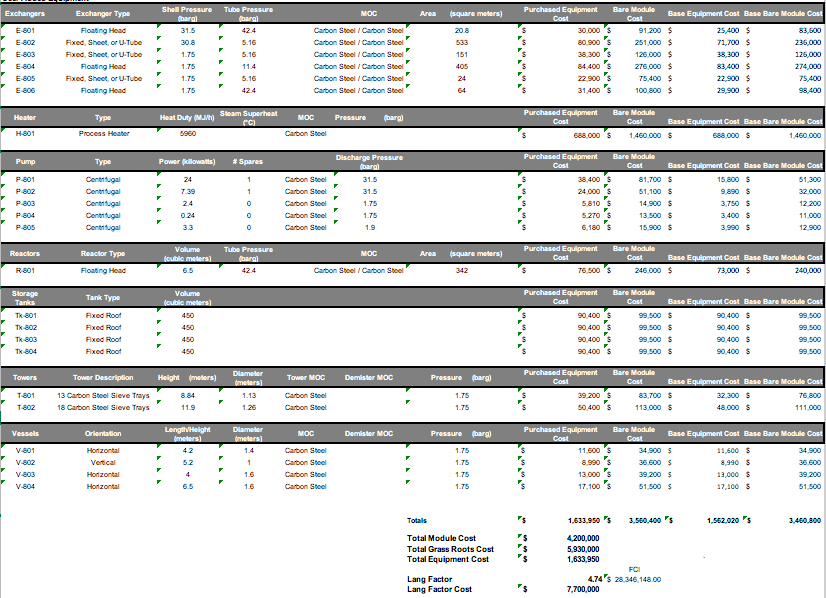 Exchangers Exchanger Type Shell Pressure (barg) Tube Pressure (barg) MOC Area (square meters) Purchased Equipment Cost Bare Module Cost Base Equipment Cost Base Bare Module Cost
E-801 Floating Head 31.5 42.4 Carbon Steel / Carbon Steel 20.8 $ 30,000 $ 91,200 $ 25,400 $ 83,600
E-802 Fixed, Sheet, or U-Tube 30.8 5.16 Carbon Steel / Carbon Steel 533 $ 80,900 $ 251,000 $ 71,700 $ 236,000
E-803 Fixed, Sheet, or U-Tube 1.75 5.16 Carbon Steel / Carbon Steel 151 $ 38,300 $ 126,000 $ 38,300 $ 126,000
E-804 Floating Head 1.75 11.4 Carbon Steel / Carbon Steel 405 $ 84,400 $ 276,000 $ 83,400 $ 274,000
E-805 Fixed, Sheet, or U-Tube 1.75 5.16 Carbon Steel / Carbon Steel 24 $ 22,900 $ 75,400 $ 22,900 $ 75,400
E-806 Floating Head 1.75 42.4 Carbon Steel / Carbon Steel 64 $ 31,400 $ 100,800 $ 29,900 $ 98,400
Heater Type Heat Duty (MJ/h) Steam Superheat (°C) MOC Pressure (barg) Purchased Equipment Cost Bare Module Cost Base Equipment Cost Base Bare Module Cost
H-801 Process Heater 5960 Carbon Steel $ 688,000 $ 1,460,000 $ 688,000 $ 1,460,000
Pump Type Power (kilowatts) # Spares MOC Discharge Pressure (barg) Purchased Equipment Cost Bare Module Cost Base Equipment Cost Base Bare Module Cost
P-801 Centrifugal 24 1 Carbon Steel 31.5 $ 38,400 $ 81,700 $ 15,800 $ 51,300
P-802 Centrifugal 7.39 1 Carbon Steel 31.5 $ 24,000 $ 51,100 $ 9,890 $ 32,000
P-803 Centrifugal 2.4 0 Carbon Steel 1.75 $ 5,810 $ 14,900 $ 3,750 $ 12,200
P-804 Centrifugal 0.24 0 Carbon Steel 1.75 $ 5,270 $ 13,500 $ 3,400 $ 11,000
P-805 Centrifugal 3.3 0 Carbon Steel 1.9 $ 6,180 $ 15,900 $ 3,990 $ 12,900
Reactors Reactor Type Volume (cubic meters) Tube Pressure (barg) MOC Area (square meters) Purchased Equipment Cost Bare Module Cost Base Equipment Cost Base Bare Module Cost
R-801 Floating Head 6.5 42.4 Carbon Steel / Carbon Steel 342 $ 76,500 $ 246,000 $ 73,000 $ 240,000
Storage Tanks Tank Type Volume (cubic meters) Purchased Equipment Cost Bare Module Cost Base Equipment Cost Base Bare Module Cost
Tk-801 Fixed Roof 450 $ 90,400 $ 99,500 $ 90,400 $ 99,500
Tk-802 Fixed Roof 450 $ 90,400 $ 99,500 $ 90,400 $ 99,500
Tk-803 Fixed Roof 450 $ 90,400 $ 99,500 $ 90,400 $ 99,500
Tk-804 Fixed Roof 450 $ 90,400 $ 99,500 $ 90,400 $ 99,500
Towers Tower Description Height (meters) Diameter (meters) Tower MOC Demister MOC Pressure (barg) Purchased Equipment Cost Bare Module Cost Base Equipment Cost Base Bare Module Cost
T-801 13 Carbon Steel Sieve Trays 8.84 1.13 Carbon Steel 1.75 $ 39,200 $ 83,700 $ 32,300 $ 76,800
T-802 18 Carbon Steel Sieve Trays 11.9 1.26 Carbon Steel 1.75 $ 50,400 $ 113,000 $ 48,000 $ 111,000
Vessels Orientation Length/Height (meters) Diameter (meters) MOC Demister MOC Pressure (barg) Purchased Equipment Cost Bare Module Cost Base Equipment Cost Base Bare Module Cost
V-801 Horizontal 4.2 1.4 Carbon Steel 1.75 $ 11,600 $ 34,900 $ 11,600 $ 34,900
V-802 Vertical 5.2 1 Carbon Steel 1.75 $ 8,990 $ 36,600 $ 8,990 $ 36,600
V-803 Horizontal 4 1.6 Carbon Steel 1.75 $ 13,000 $ 39,200 $ 13,000 $ 39,200
V-804 Horizontal 6.5 1.6 Carbon Steel 1.75 $ 17,100 $ 51,500 $ 17,100 $ 51,500
Totals $ 1,633,950 $ 3,560,400 $ 1,562,020 $ 3,460,800
Total Module Cost $ 4,200,000
Total Grass Roots Cost $ 5,930,000
Total Equipment Cost $ 1,633,950
FCI
Lang Factor 4.74 $ 28,346,148.00
Lang Factor Cost $ 7,700,000